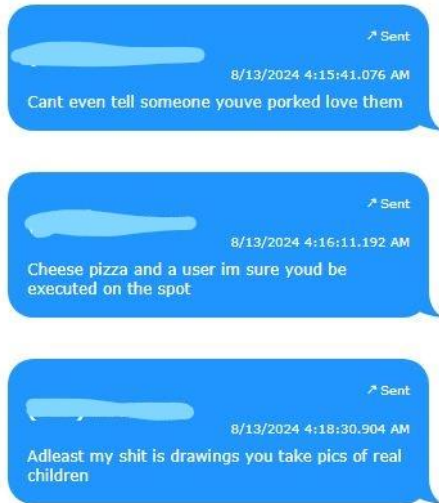 ↗ Sent
8/13/2024 4:15:41.076 AM
Cant even tell someone youve porked love them
↗ Sent
8/13/2024 4:16:11.192 AM
Cheese pizza and a user im sure youd be
executed on the spot
↗ Sent
8/13/2024 4:18:30.904 AM
Adleast my shit is drawings you take pics of real
children